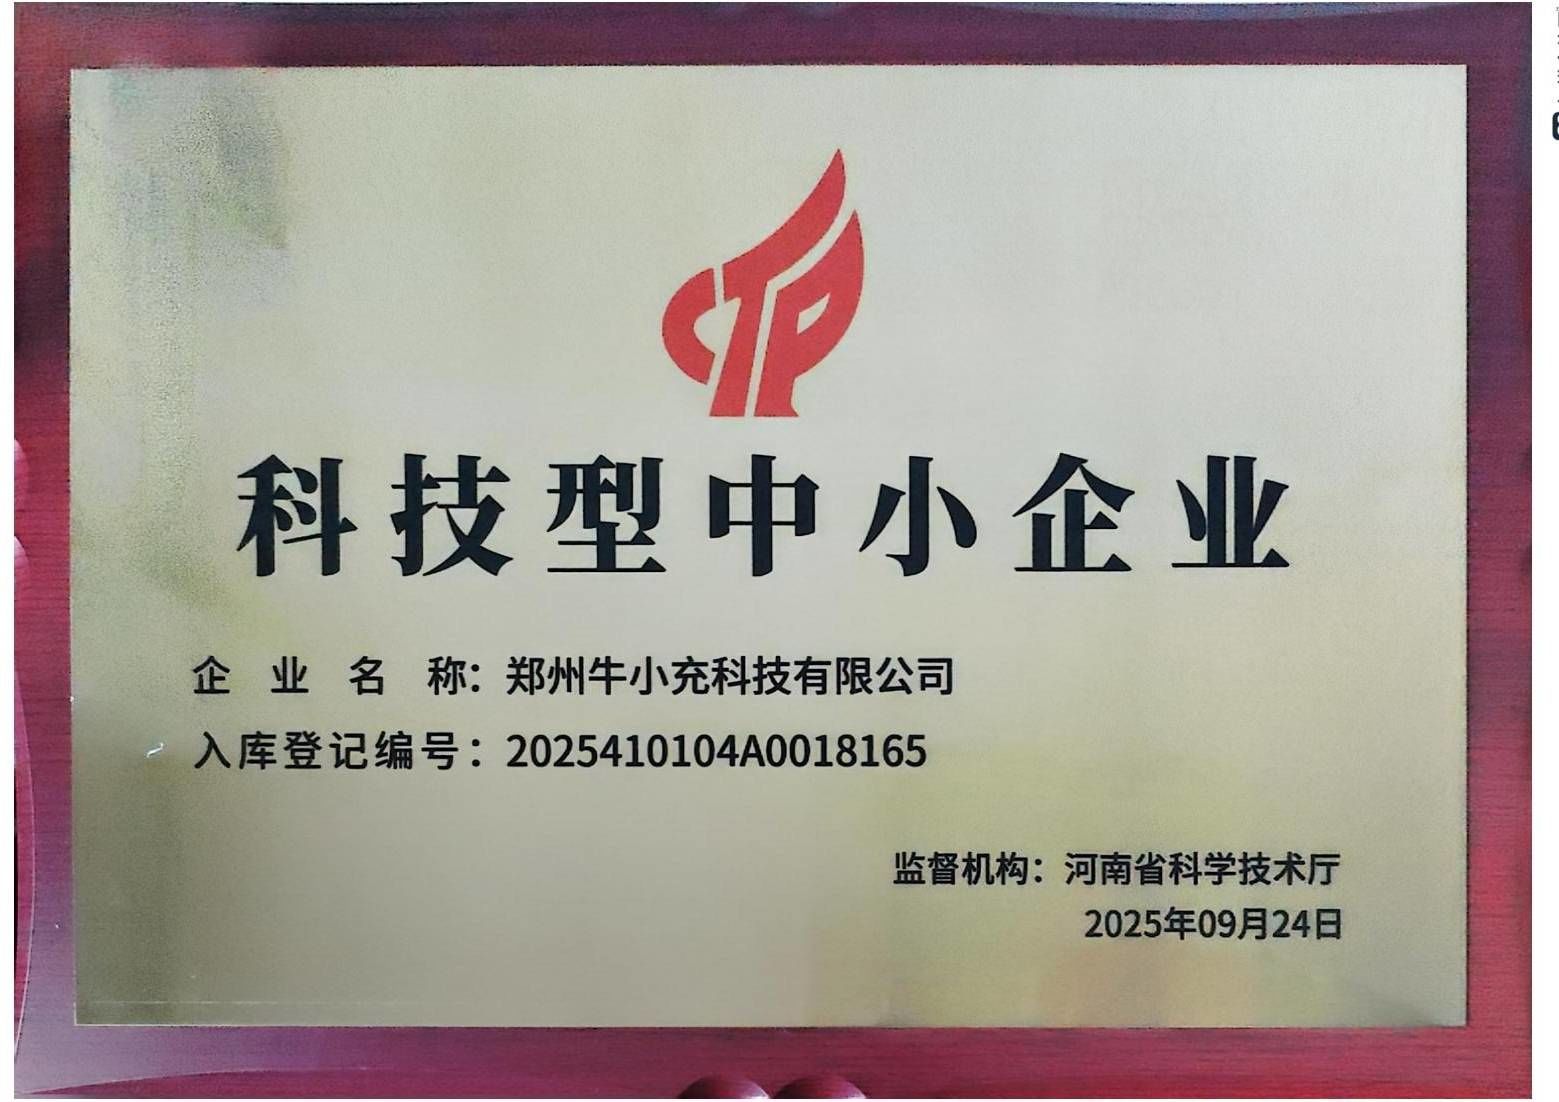 CTP
科技型中小企业
企业名称：郑州牛小充科技有限公司
入库登记编号：2025410104A0018165
监督机构：河南省科学技术厅
2025年09月24日